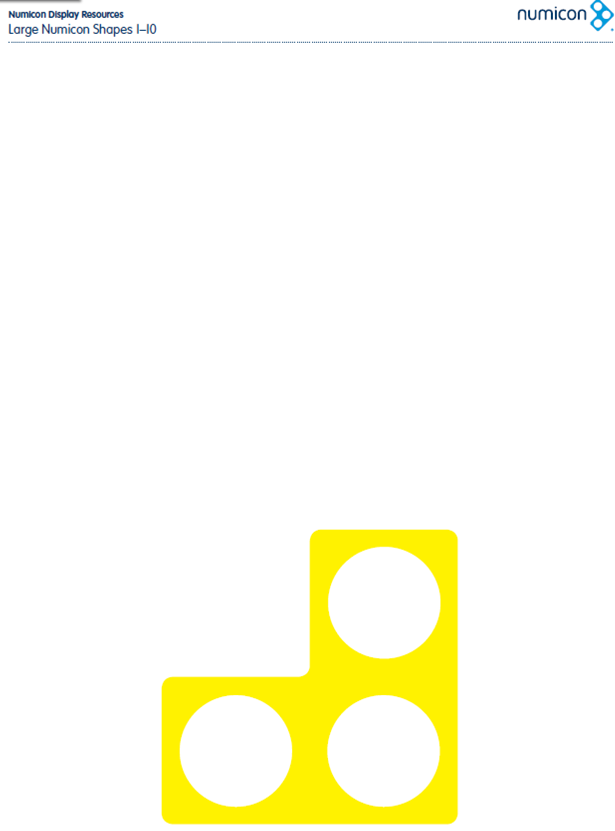 Numicon Display Resources
Large Numicon Shapes 1–10
numicon